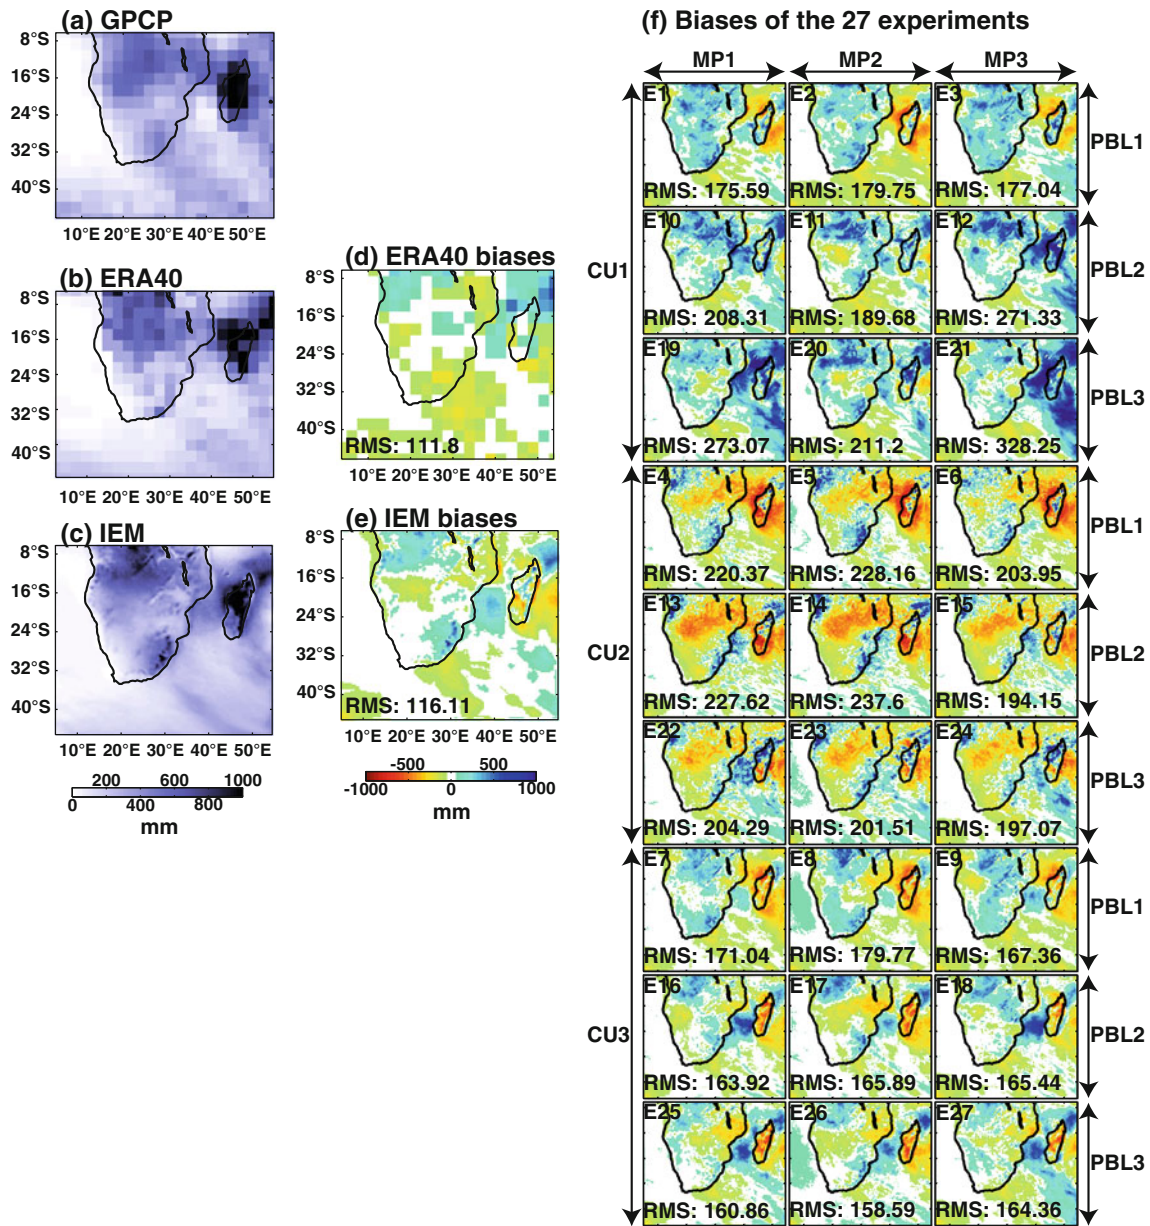 (a) GPCP
8°S
16°S
24°S
32°S
40°S
10°E 20°E 30°E 40°E 50°E
(b) ERA40
8°S
16°S
24°S
32°S
40°S
10°E 20°E 30°E 40°E 50°E
(c) IEM
8°S
16°S
24°S
32°S
40°S
10°E 20°E 30°E 40°E 50°E
200 600 1000
0 400 800
mm
(d) ERA40 biases
RMS: 111.8
10°E 20°E 30°E 40°E 50°E
(e) IEM biases
RMS: 116.11
10°E 20°E 30°E 40°E 50°E
-500 500
-1000 0 1000
mm
(f) Biases of the 27 experiments
MP1 MP2 MP3
CU1
E1 E2 E3
RMS: 175.59 RMS: 179.75 RMS: 177.04
PBL1
E10 E11 E12
RMS: 208.31 RMS: 189.68 RMS: 271.33
PBL2
E19 E20 E21
RMS: 273.07 RMS: 211.2 RMS: 328.25
PBL3
CU2
E4 E5 E6
RMS: 220.37 RMS: 228.16 RMS: 203.95
PBL1
E13 E14 E15
RMS: 227.62 RMS: 237.6 RMS: 194.15
PBL2
E22 E23 E24
RMS: 204.29 RMS: 201.51 RMS: 197.07
PBL3
CU3
E7 E8 E9
RMS: 171.04 RMS: 179.77 RMS: 167.36
PBL1
E16 E17 E18
RMS: 163.92 RMS: 165.89 RMS: 165.44
PBL2
E25 E26 E27
RMS: 160.86 RMS: 158.59 RMS: 164.36
PBL3